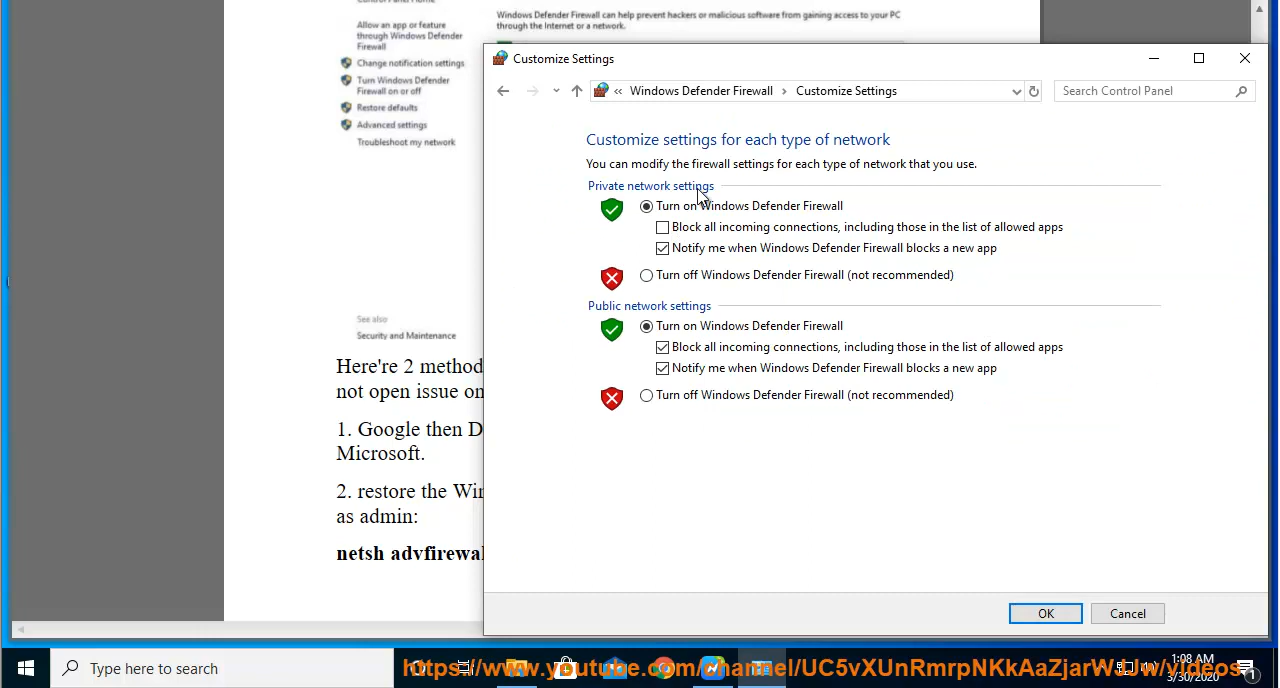 Windows Defender Firewall can help prevent hackers or malicious software from gaining access to your PC
through the Internet or a network.
Allow an app or feature
through Windows Defender
Firewall
Change notification settings
Turn Windows Defender
Firewall on or off
Restore defaults
Advanced settings
Troubleshoot my network
See also
Security and Maintenance
Here're 2 method
not open issue on
1. Google then D
Microsoft.
2. restore the Wi
as admin:
netsh advfirewal
Customize Settings
« Windows Defender Firewall › Customize Settings
Search Control Panel
Customize settings for each type of network
You can modify the firewall settings for each type of network that you use.
Private network settings
Turn on Windows Defender Firewall
Block all incoming connections, including those in the list of allowed apps
Notify me when Windows Defender Firewall blocks a new app
Turn off Windows Defender Firewall (not recommended)
Public network settings
Turn on Windows Defender Firewall
Block all incoming connections, including those in the list of allowed apps
Notify me when Windows Defender Firewall blocks a new app
Turn off Windows Defender Firewall (not recommended)
OK
Cancel
Type here to search
1:08 AM
3/30/2020
1